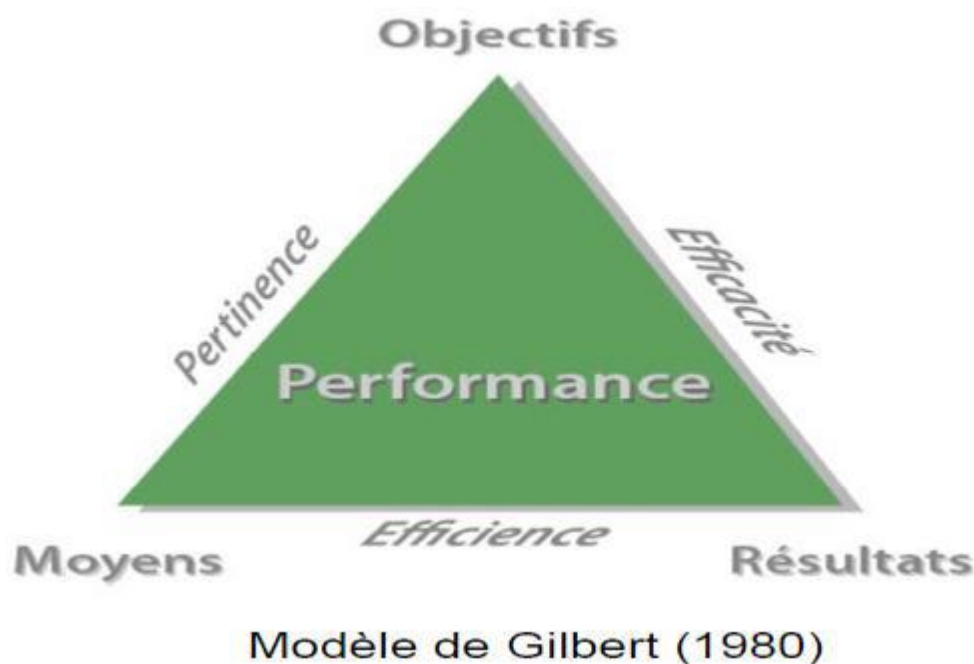 Objectifs
Pertinence
Efficacité
Performance
Efficience
Moyens
Résultats
Modèle de Gilbert (1980)